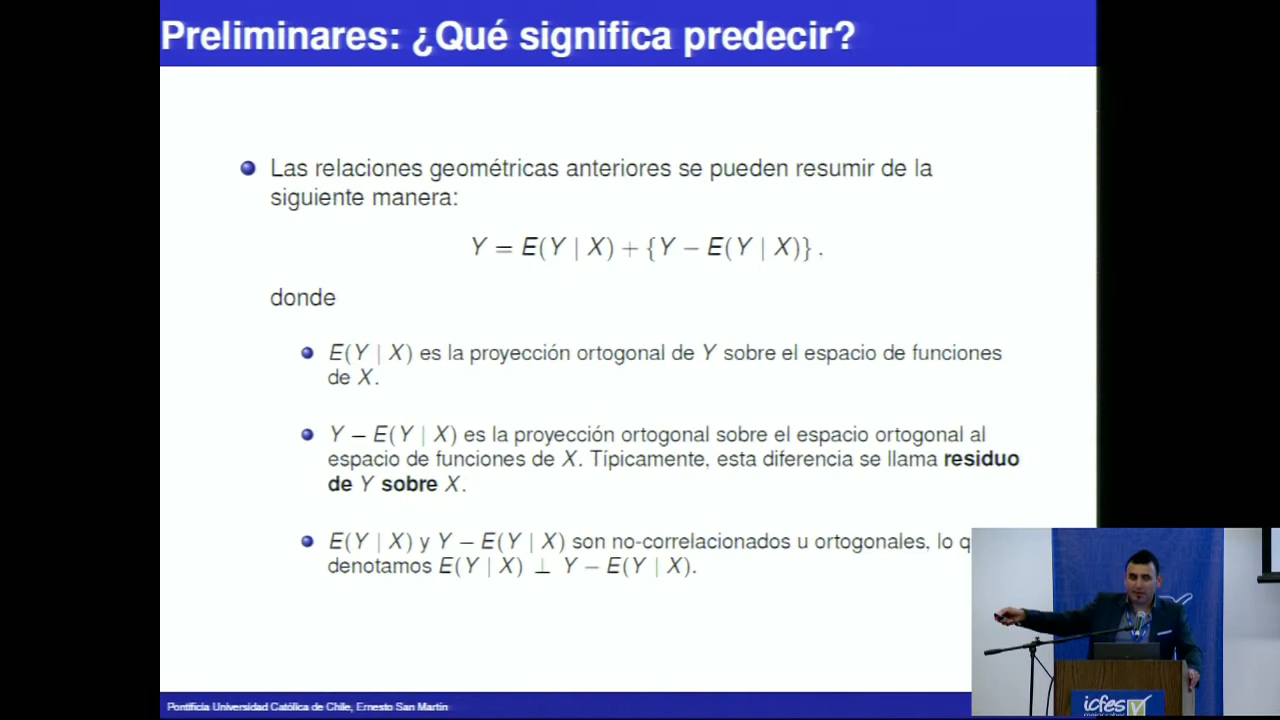 Preliminares: ¿Qué significa predecir?
Las relaciones geométricas anteriores se pueden resumir de la
siguiente manera:
Y = E(Y | X) + {Y − E(Y | X)} .
donde
E(Y | X) es la proyección ortogonal de Y sobre el espacio de funciones
de X.
Y − E(Y | X) es la proyección ortogonal sobre el espacio ortogonal al
espacio de funciones de X. Típicamente, esta diferencia se llama residuo
de Y sobre X.
E(Y | X) y Y − E(Y | X) son no-correlacionados u ortogonales, lo q
denotamos E(Y | X) ⊥ Y − E(Y | X).
Pontificia Universidad Católica de Chile, Ernesto San Martín
icfes